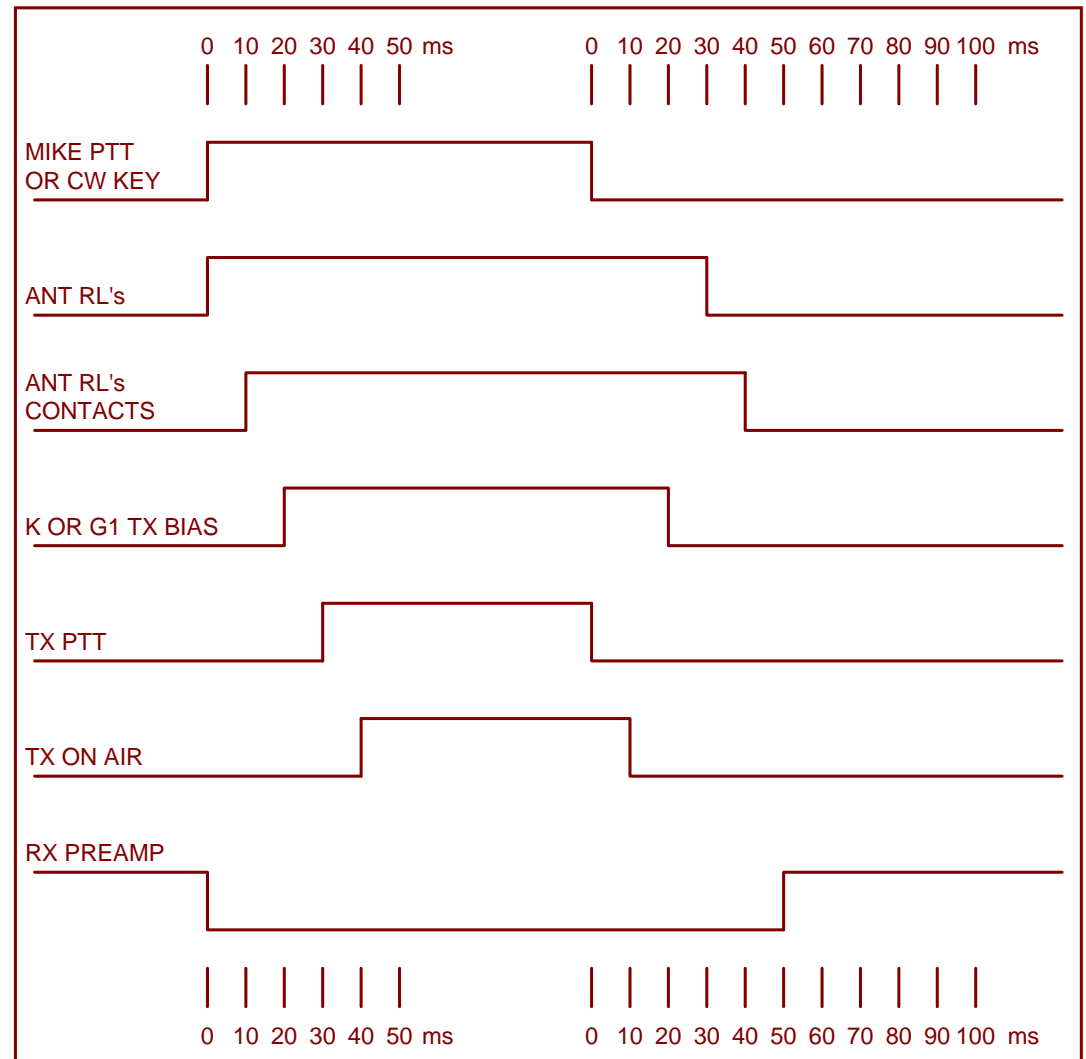 0 10 20 30 40 50 ms 0 10 20 30 40 50 60 70 80 90 100 ms
MIKE PTT
OR CW KEY
ANT RL's
ANT RL's
CONTACTS
K OR G1 TX BIAS
TX PTT
TX ON AIR
RX PREAMP
0 10 20 30 40 50 ms 0 10 20 30 40 50 60 70 80 90 100 ms